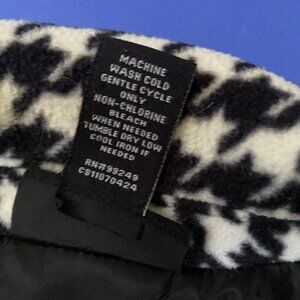 MACHINE
WASH COLD
GENTLE CYCLE
ONLY
NON-CHLORINE
BLEACH
WHEN NEEDED
TUMBLE DRY LOW
COOL IRON IF
NEEDED
RN#99249
CS11070424